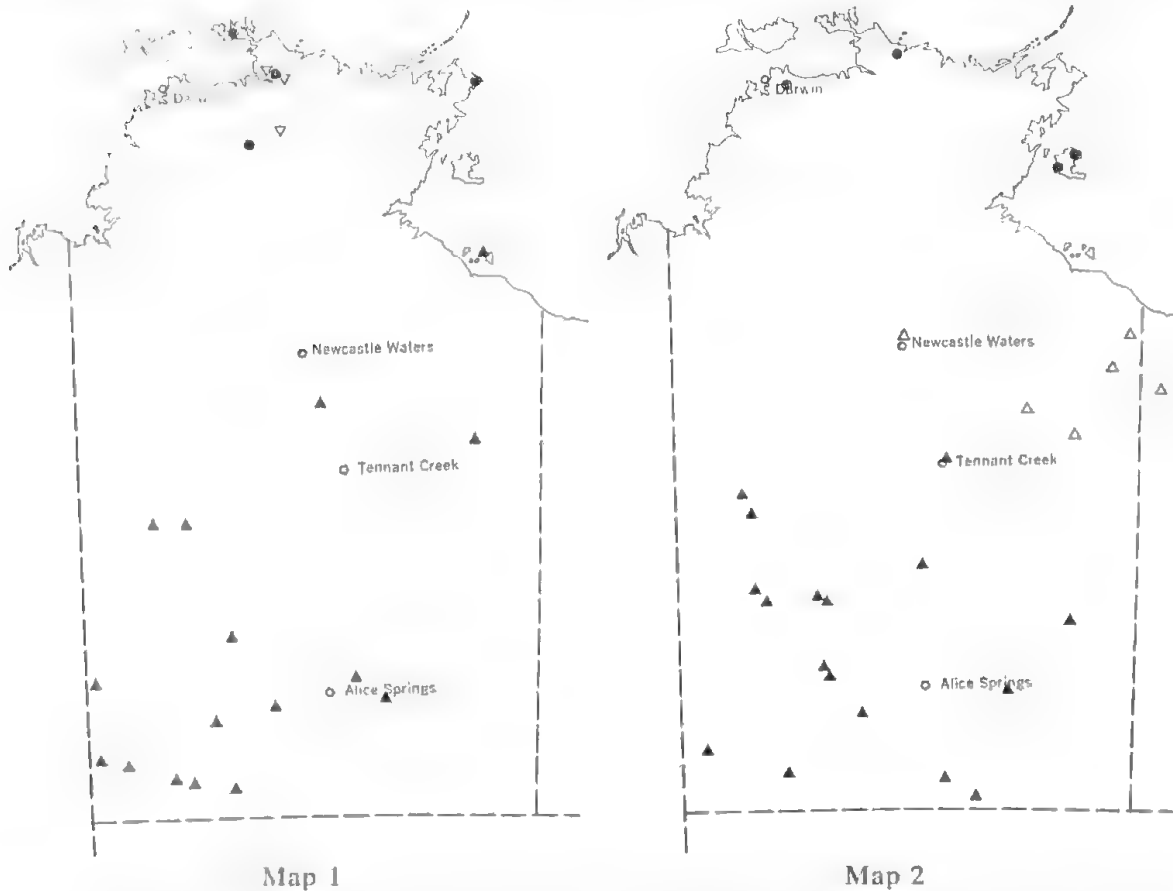 Darwin
Newcastle Waters
Tennant Creek
Alice Springs
Map 1
Newcastle Waters
Tennant Creek
Alice Springs
Map 2